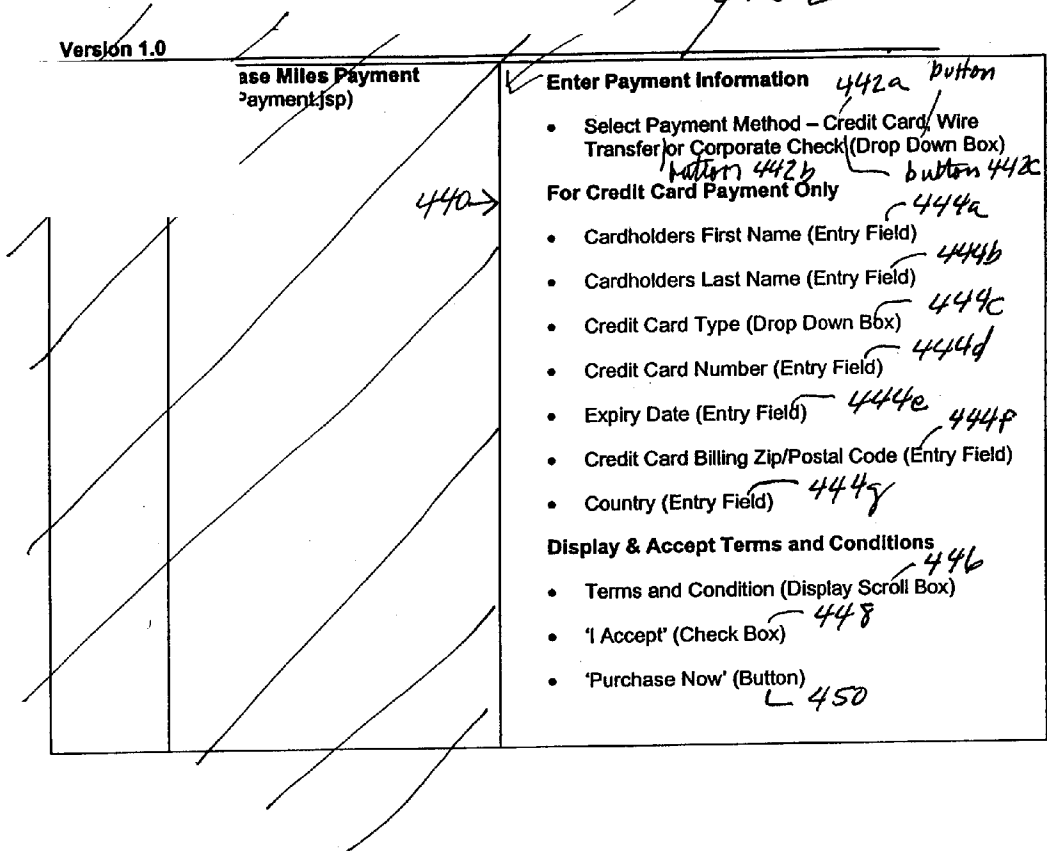 Version 1.0
ase Miles Payment
Payment.jsp)
Enter Payment Information 442a button
• Select Payment Method – Credit Card, Wire
Transfer or Corporate Check (Drop Down Box)
button 442b button 442c
440
For Credit Card Payment Only
444a
• Cardholders First Name (Entry Field)
444b
• Cardholders Last Name (Entry Field)
444c
• Credit Card Type (Drop Down Box)
444d
• Credit Card Number (Entry Field)
• Expiry Date (Entry Field) 444e
444f
• Credit Card Billing Zip/Postal Code (Entry Field)
• Country (Entry Field) 444g
Display & Accept Terms and Conditions
446
• Terms and Condition (Display Scroll Box)
• 'I Accept' (Check Box) 448
• 'Purchase Now' (Button)
450